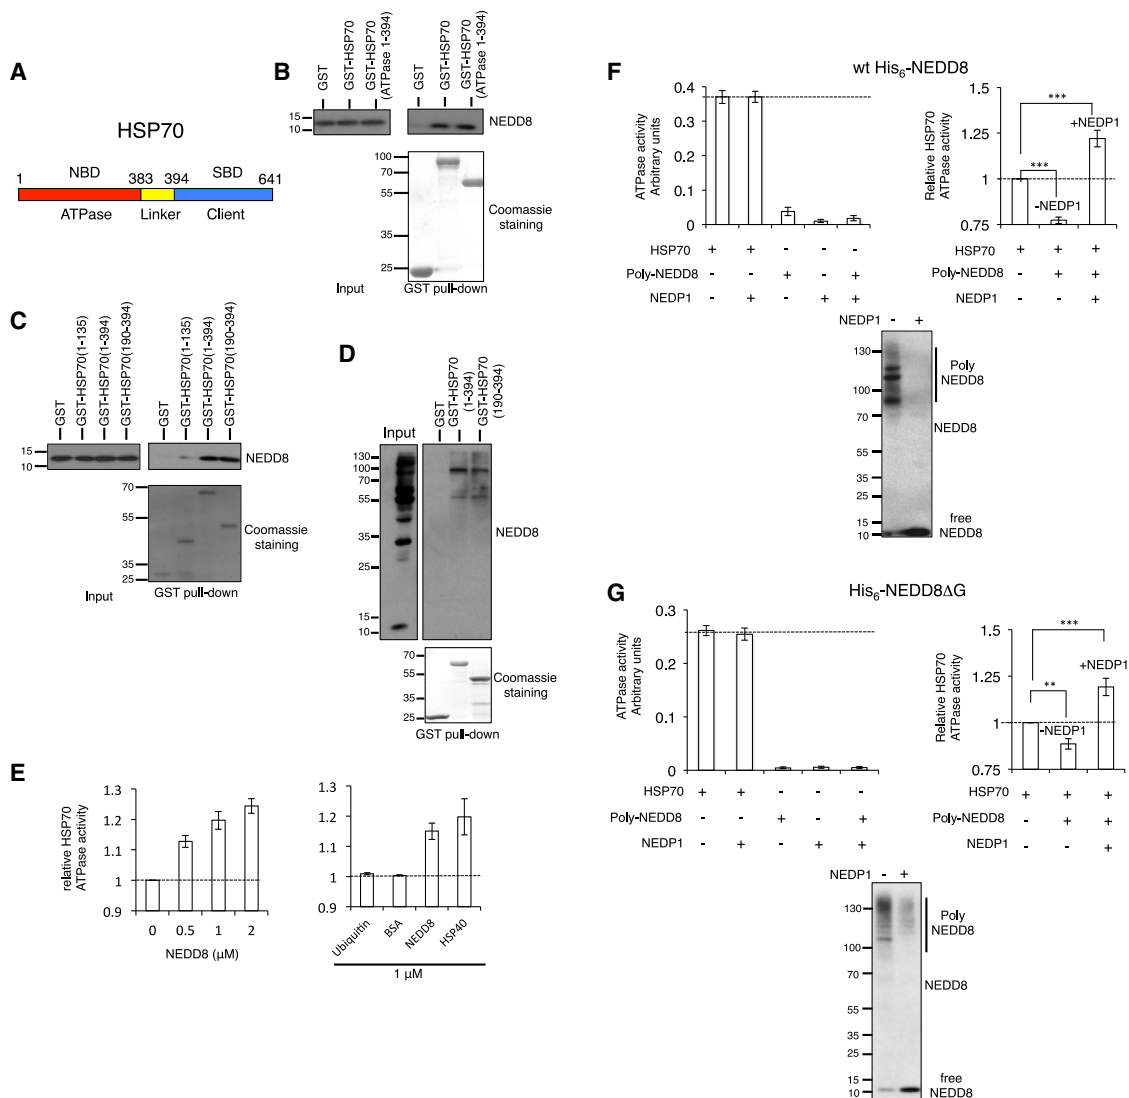 A
HSP70
NBD SBD
1 383 394 641
ATPase Linker Client
B
GST
GST-HSP70
GST-HSP70
(ATPase 1-394)
GST
GST-HSP70
GST-HSP70
(ATPase 1-394)
15
10
NEDD8
100
70
55
35
25
Coomassie
staining
Input GST pull-down
C
GST
GST-HSP70(1-135)
GST-HSP70(1-394)
GST-HSP70(190-394)
GST
GST-HSP70(1-135)
GST-HSP70(1-394)
GST-HSP70(190-394)
15
10
NEDD8
70
55
35
25
Coomassie
staining
Input GST pull-down
D
GST
GST-HSP70
(1-394)
GST-HSP70
(190-394)
Input
130
100
70
55
35
25
15
10
NEDD8
70
55
35
25
Coomassie
staining
GST pull-down
E
relative HSP70
ATPase activity
1.3
1.2
1.1
1
0.9
0 0.5 1 2
NEDD8 (µM)
1.3
1.2
1.1
1
0.9
Ubiquitin
BSA
NEDD8
HSP40
1 µM
F
wt His6-NEDD8
ATPase activity
Arbitrary units
0.4
0.3
0.2
0.1
0
HSP70 + + - - -
Poly-NEDD8 - - + - +
NEDP1 - + - + +
Relative HSP70
ATPase activity
1.5
1.25
1
0.75
***
+NEDP1
***
-NEDP1
HSP70 + + +
Poly-NEDD8 - + +
NEDP1 - - +
NEDP1 - +
130
100
70
55
35
25
15
10
Poly
NEDD8
NEDD8
free
NEDD8
G
His6-NEDD8ΔG
ATPase activity
Arbitrary units
0.3
0.2
0.1
0
HSP70 + + - - -
Poly-NEDD8 - - + - +
NEDP1 - + - + +
Relative HSP70
ATPase activity
1.5
1.25
1
0.75
***
+NEDP1
**
-NEDP1
HSP70 + + +
Poly-NEDD8 - + +
NEDP1 - - +
NEDP1 - +
130
100
70
55
35
25
15
10
Poly
NEDD8
NEDD8
free
NEDD8